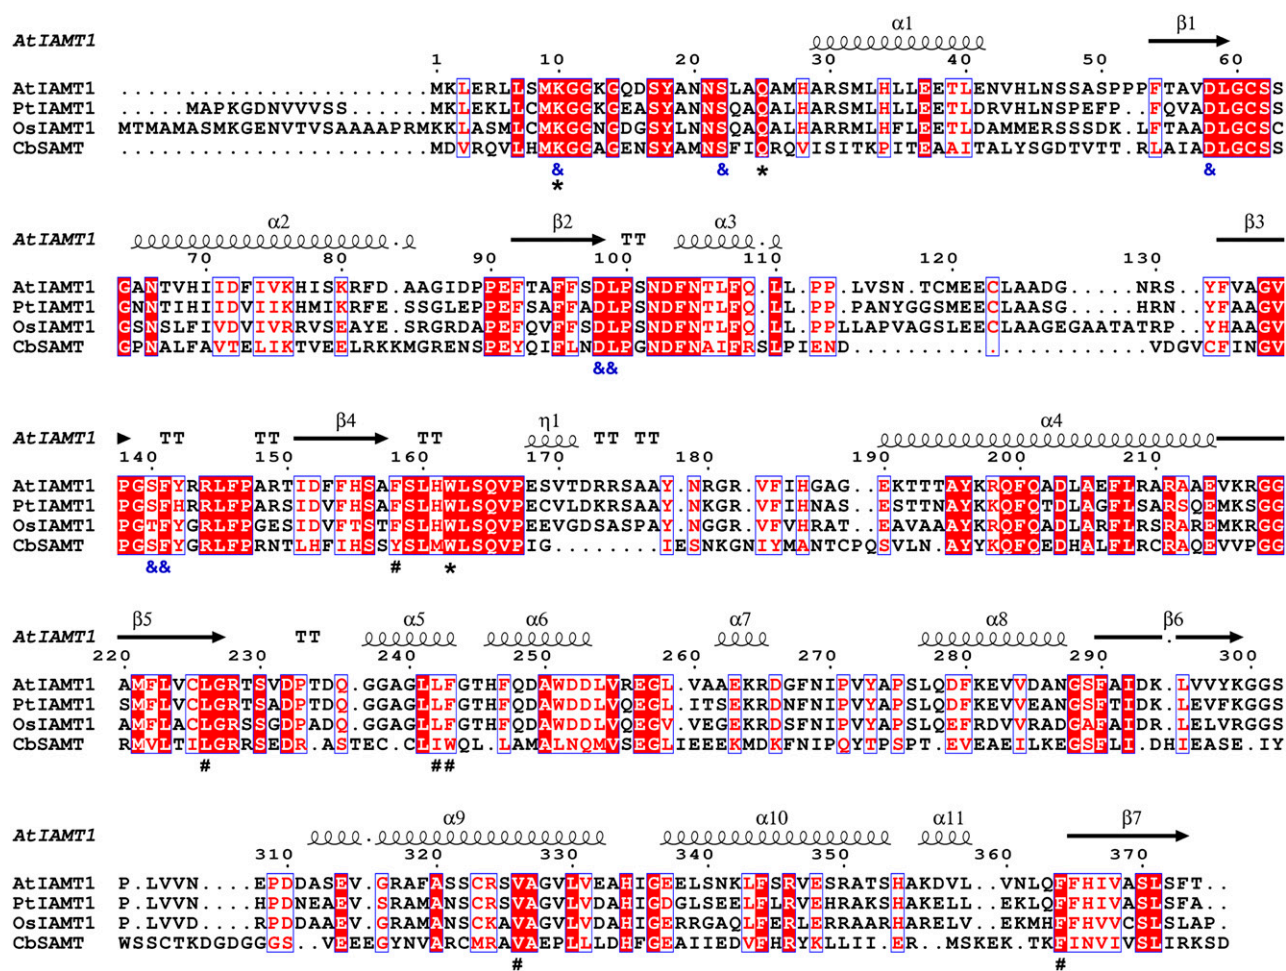 α1 β1
AtIAMT1
1 10 20 30 40 50 60
AtIAMT1 ........................MKLERLLSMKGGKGQDSYANNSLAQAMHARSMLHLLEETLENVHLNSSASPPPFTAVDLGCSS
PtIAMT1 .....MAPKGDNVVVSS.......MKLEKLLCMKGGKGEASYANNSQAQALHARSMLHLLEETLDRVHLNSPEFP..FQVVDLGCSS
OsIAMT1 MTMAMASMKGENVTVSAAAAPRMKKLASMLCMKGGNGDGSYLNNSQAQALHARRMLHFLEETLDAMMERSSSDK.LFTAADLGCSC
CbSAMT ........................MDVRQVLHMKGGAGENSYAMNSFIQRQVISITKPITEAAITALYSGDTVTT.RLAIADLGCSS
& & &
* *
α2 β2 α3 β3
AtIAMT1 TT
70 80 90 100 110 120 130
AtIAMT1 GANTVHIIDFIVKHISKRFD.AAGIDPPEFTAFFSDLPSNDFNTLFQ.LL.PP.LVSN.TCMEECLAADG.....NRS..YFVAGV
PtIAMT1 GNNTIHIIDVIIKHMIKRFE.SSGLEPPEFSAFFADLPSNDFNTLFQ.LL.PP.PANYGGSMEECLAASG.....HRN..YFAAGV
OsIAMT1 GSNSLFIVDVIVRRVSEAYE.SRGRDAPEFQVFFSDLPSNDFNTLFQ.LL.PPLLAPVAGSLEECLAAGEGAATATRP..YHAAGV
CbSAMT GPNALFAVTELIKTVEELRKKMGRENSPEYQIFLNDLPGNDFNAIFRSLPIEND......................VDGVCFINGV
&&
β4 η1 α4
AtIAMT1 TT TT TT TT TT
140 150 160 170 180 190 200 210
AtIAMT1 PGSFYRRLFPARTIDFFHSAFSLHWLSQVPESVTDRRSAAY.NRGR.VFIHGAG.EKTTTAYKRQFQADLAEFLRARAAEVKRGG
PtIAMT1 PGSFHRRLFPARSIDVFHSAFSLHWLSQVPECVLDKRSAAY.NKGR.VFIHNAS.ESTTNAYKKQFQTDLAGFLSARSQEMKSGG
OsIAMT1 PGTFYGRLFPGESIDVFTSTFSLHWLSQVPEEVGDSASPAY.NGGR.VFVHRAT.EAVAAAYKRQFQADLARFLRSRAREMKRGG
CbSAMT PGSFYGRLFPRNTLHFIHSSYSLMWLSQVPIG........IESNKGNIYMANTCPQSVLN.AYYKQFQEDHALFLRCRAQEVVPGG
&& # *
β5 α5 α6 α7 α8 β6
AtIAMT1 TT
220 230 240 250 260 270 280 290 300
AtIAMT1 AMFLVCLGRTSVDPTDQ.GGAGLLFGTHFQDAWDDLVREGL.VAAEKRDGFNIPVYAPSLQDFKEVVDANGSFAIDK.LVVYKGGS
PtIAMT1 SMFLVCLGRTSADPTDQ.GGAGLLFGTHFQDAWDDLVQEGL.ITSEKRDNFNIPVYAPSLQDFKEVVEANGSFTIDK.LEVFKGGS
OsIAMT1 AMFLACLGRSSGDPADQ.GGAGLLFGTHFQDAWDDLVQEGV.VEGEKRDSFNIPVYAPSLQEFRDVVRADGAFAIDR.LELVRGGS
CbSAMT RMVLTILGRRSEDR.ASTECC.CLIWQL.LAMALNQMVSEGLIEEEKMDKFNIPQYTPSPT.EVEAEILKEGSFLI.DHIEASE.IY
# ##
α9 α10 α11 β7
AtIAMT1
310 320 330 340 350 360 370
AtIAMT1 P.LVVN....EPDDASEV.GRAFASSCRSVAGVLVEAHIGEELSNKLFSRVESRATSHAKDVL..VNLQFFHIVASLSFT..
PtIAMT1 P.LVVN....HPDNEAEV.SRAMANSCRSVAGVLVDAHIGDGLSEELFLRVEHRAKSHAKELL..EKLQFFHIVASLSFA..
OsIAMT1 P.LVVD....RPDDAAEV.GRAMANSCKAVAGVLVDAHIGERRGAQLFERLERRAARHARELV..EKMHFFHVVCSLSLAP.
CbSAMT WSSCTKDGDGGGGS..VEEEGYNVARCMRAVAEPLLLDHFGEAIIEDVFHRYKLLIIER..MSKEK.TKFINVIVSLIRKSD
# #